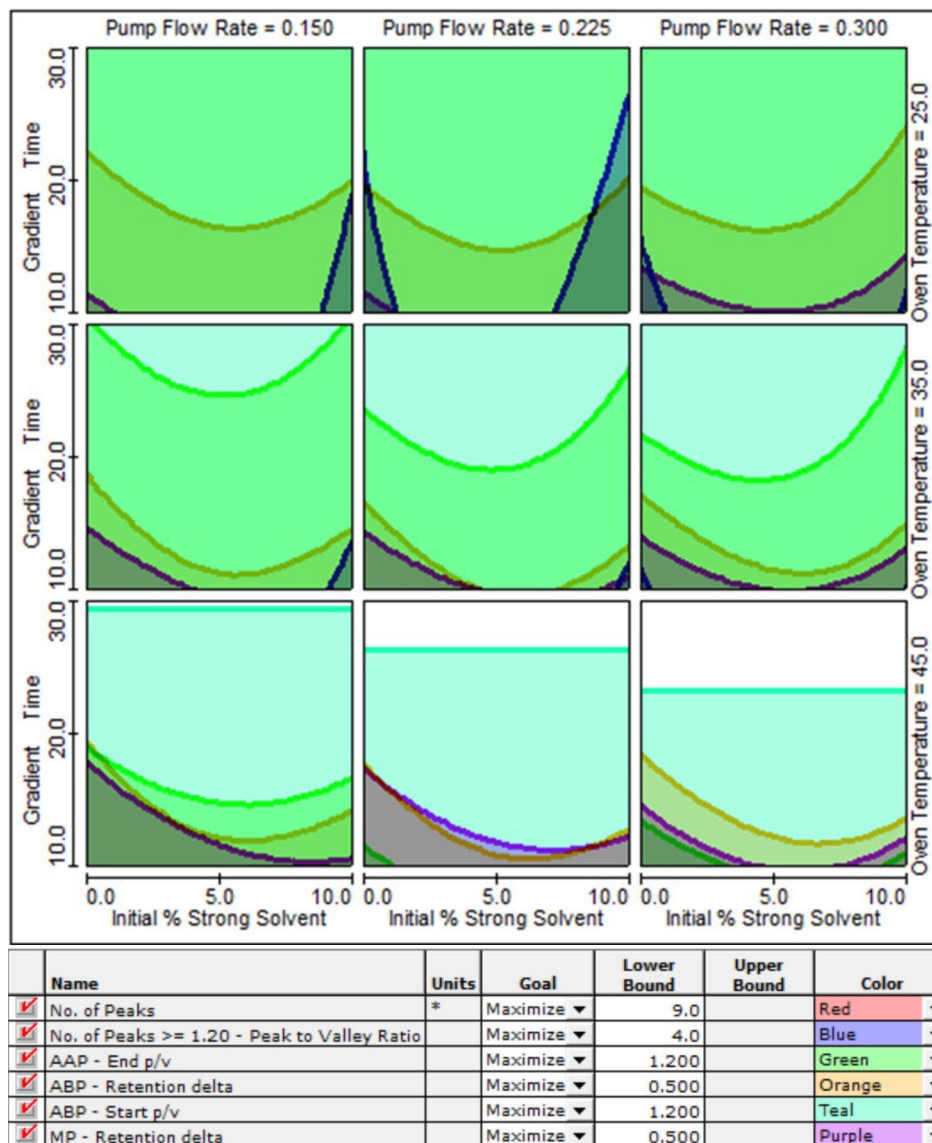 Pump Flow Rate = 0.150 Pump Flow Rate = 0.225 Pump Flow Rate = 0.300
30.0
20.0
10.0
Gradient Time
Oven Temperature = 25.0
30.0
20.0
10.0
Gradient Time
Oven Temperature = 35.0
30.0
20.0
10.0
Gradient Time
Oven Temperature = 45.0
0.0 5.0 10.0 0.0 5.0 10.0 0.0 5.0 10.0
Initial % Strong Solvent Initial % Strong Solvent Initial % Strong Solvent
Name Units Goal Lower Bound Upper Bound Color
No. of Peaks * Maximize 9.0 Red
No. of Peaks >= 1.20 - Peak to Valley Ratio Maximize 4.0 Blue
AAP - End p/v Maximize 1.200 Green
ABP - Retention delta Maximize 0.500 Orange
ABP - Start p/v Maximize 1.200 Teal
MP - Retention delta Maximize 0.500 Purple